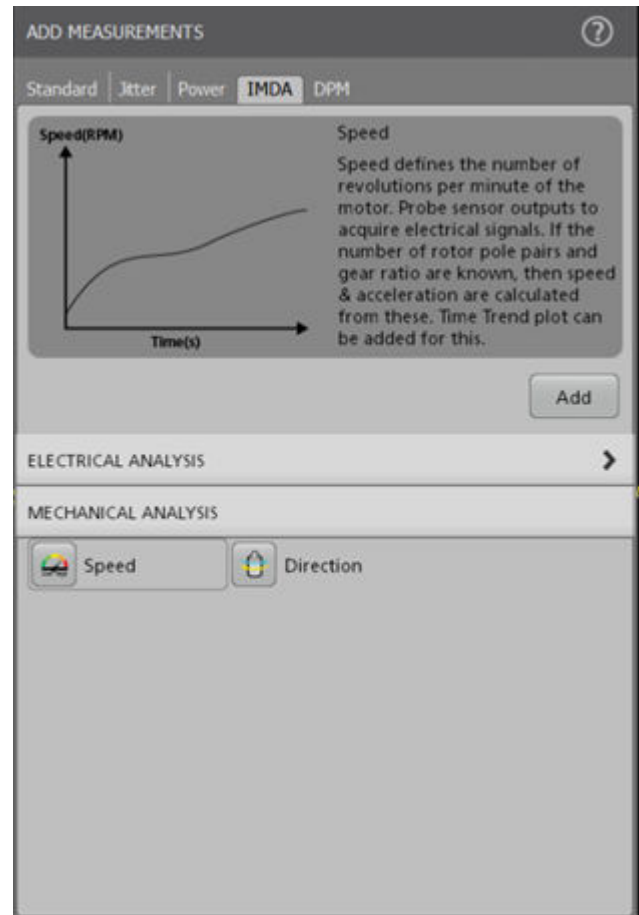 ADD MEASUREMENTS
?
Standard Jitter Power IMDA DPM
Speed(RPM)
Time(s)
Speed
Speed defines the number of
revolutions per minute of the
motor. Probe sensor outputs to
acquire electrical signals. If the
number of rotor pole pairs and
gear ratio are known, then speed
& acceleration are calculated
from these. Time Trend plot can
be added for this.
Add
ELECTRICAL ANALYSIS
MECHANICAL ANALYSIS
Speed Direction